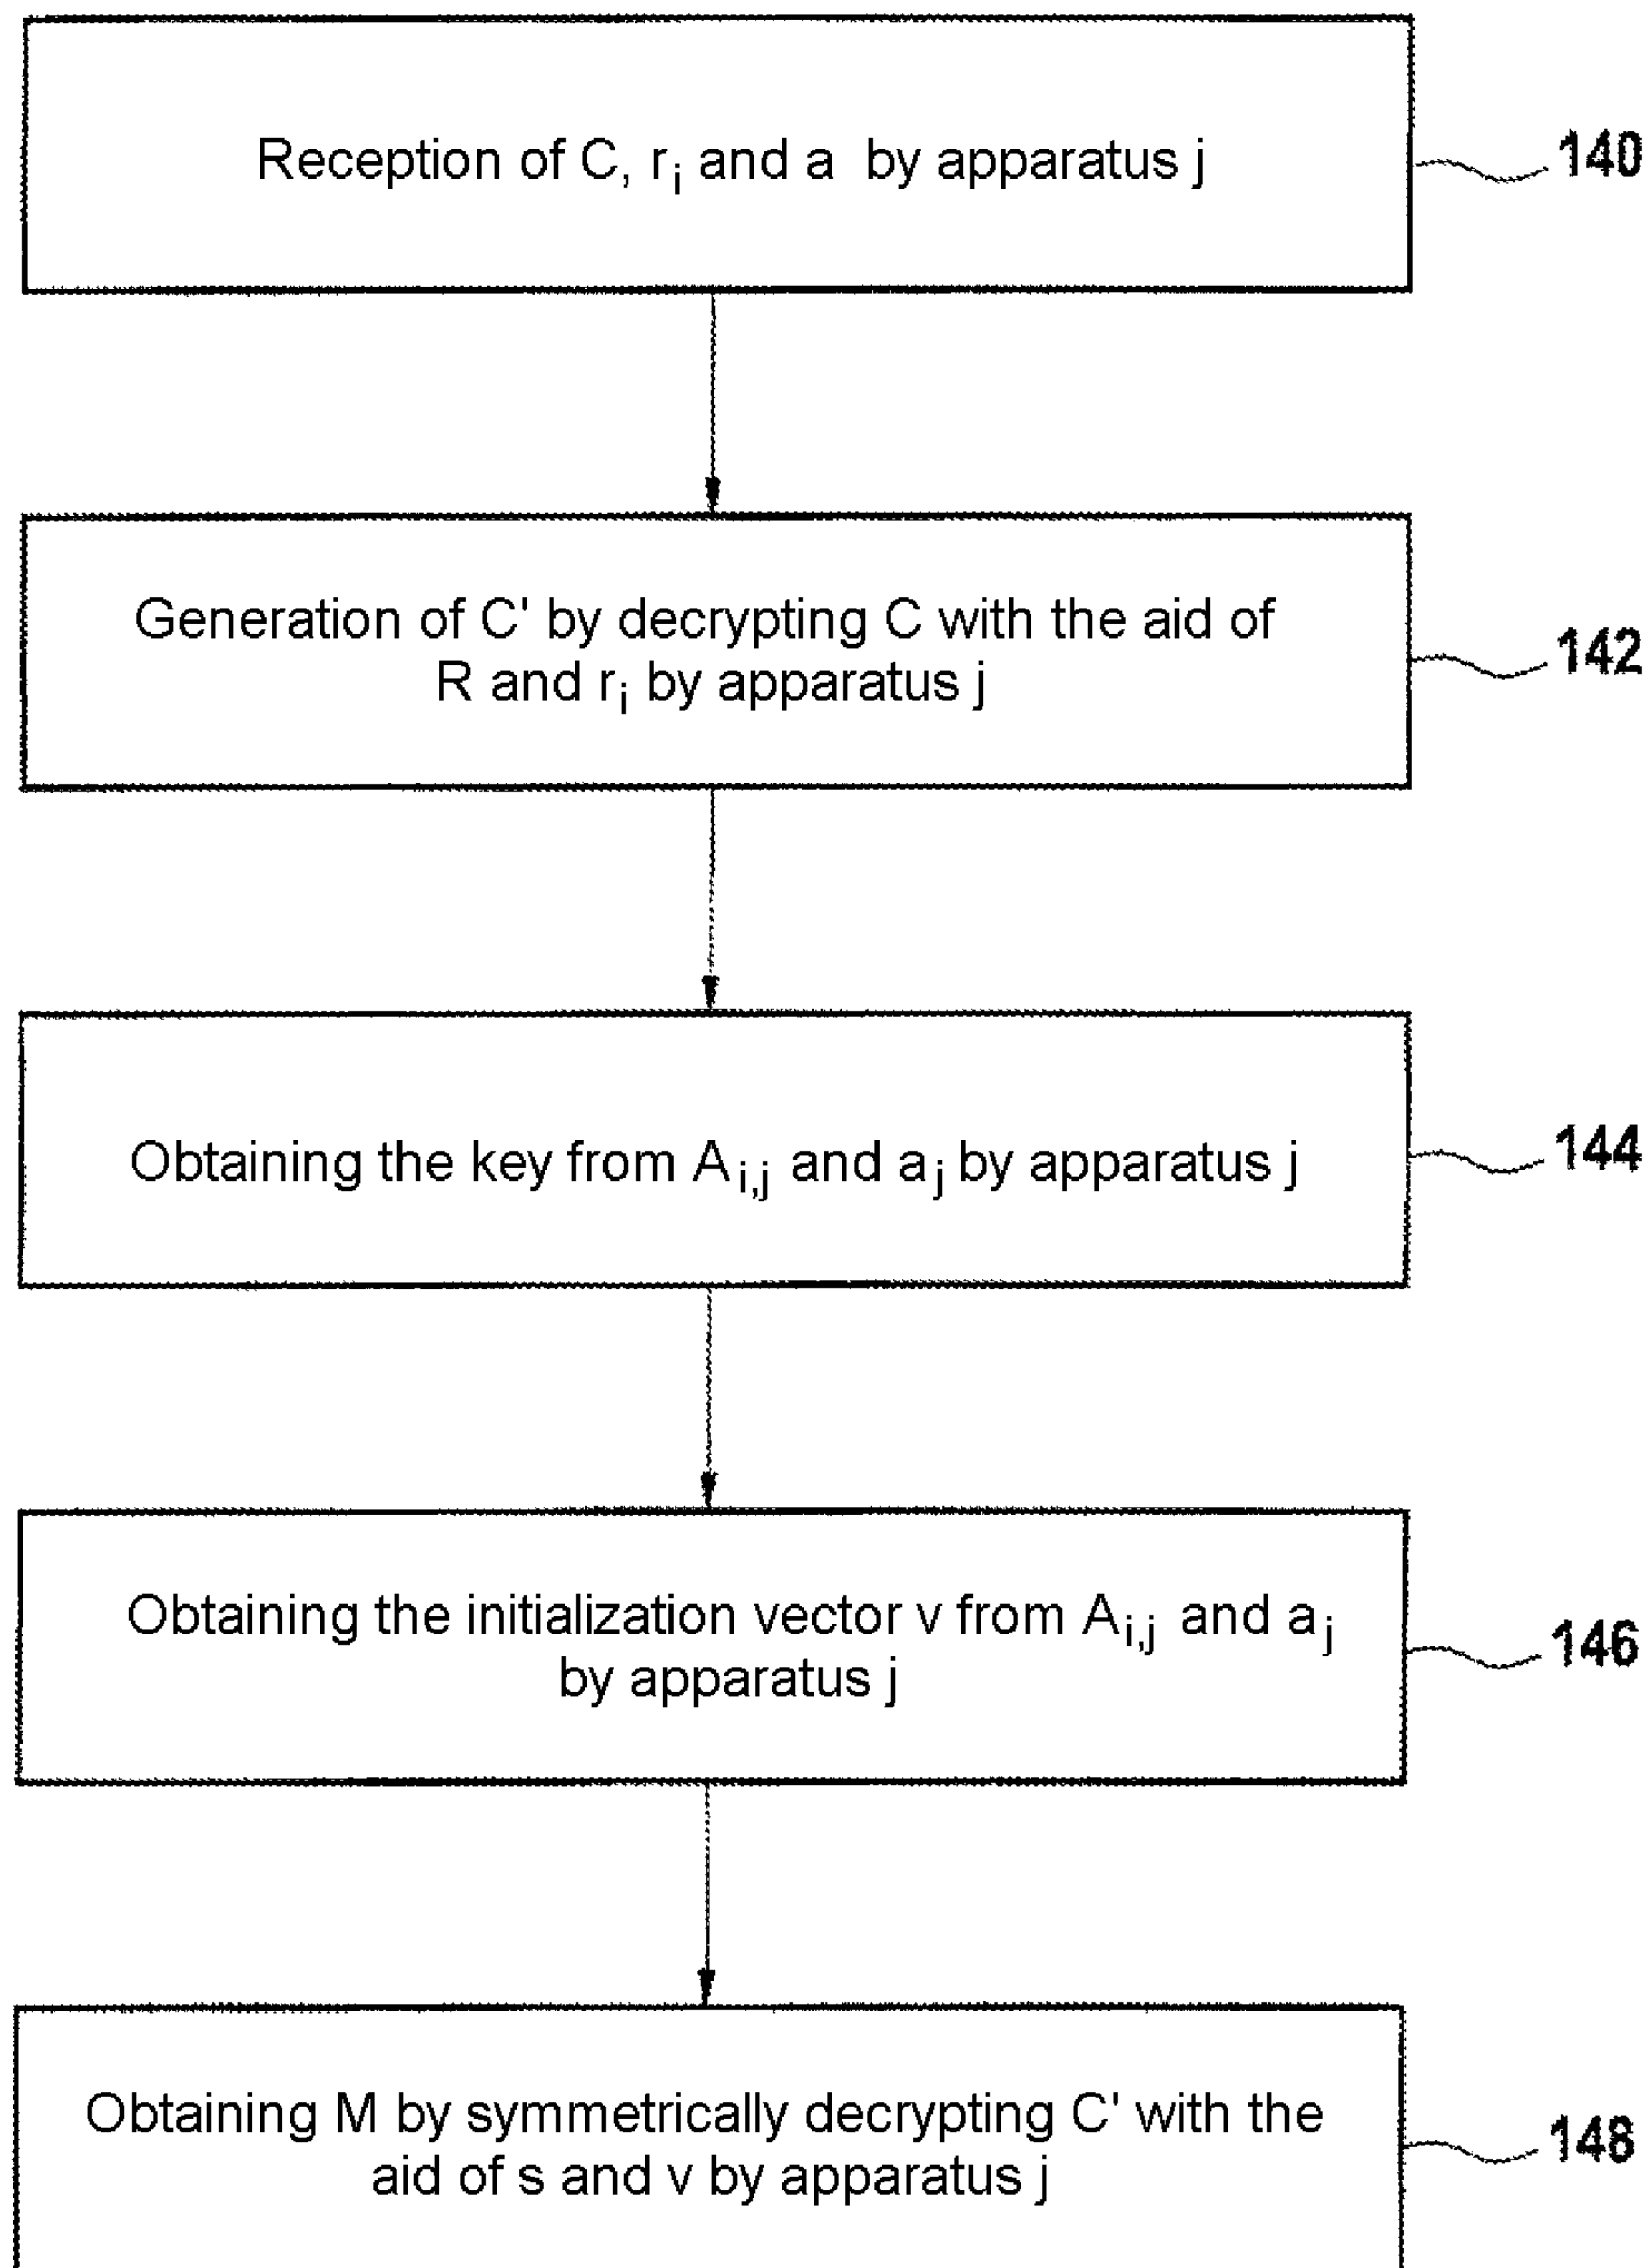 Reception of C, rᵢ and a by apparatus j
140
Generation of C' by decrypting C with the aid of
R and rᵢ by apparatus j
142
Obtaining the key from Aᵢ,ⱼ and aⱼ by apparatus j
144
Obtaining the initialization vector v from Aᵢ,ⱼ and aⱼ
by apparatus j
146
Obtaining M by symmetrically decrypting C' with the
aid of s and v by apparatus j
148